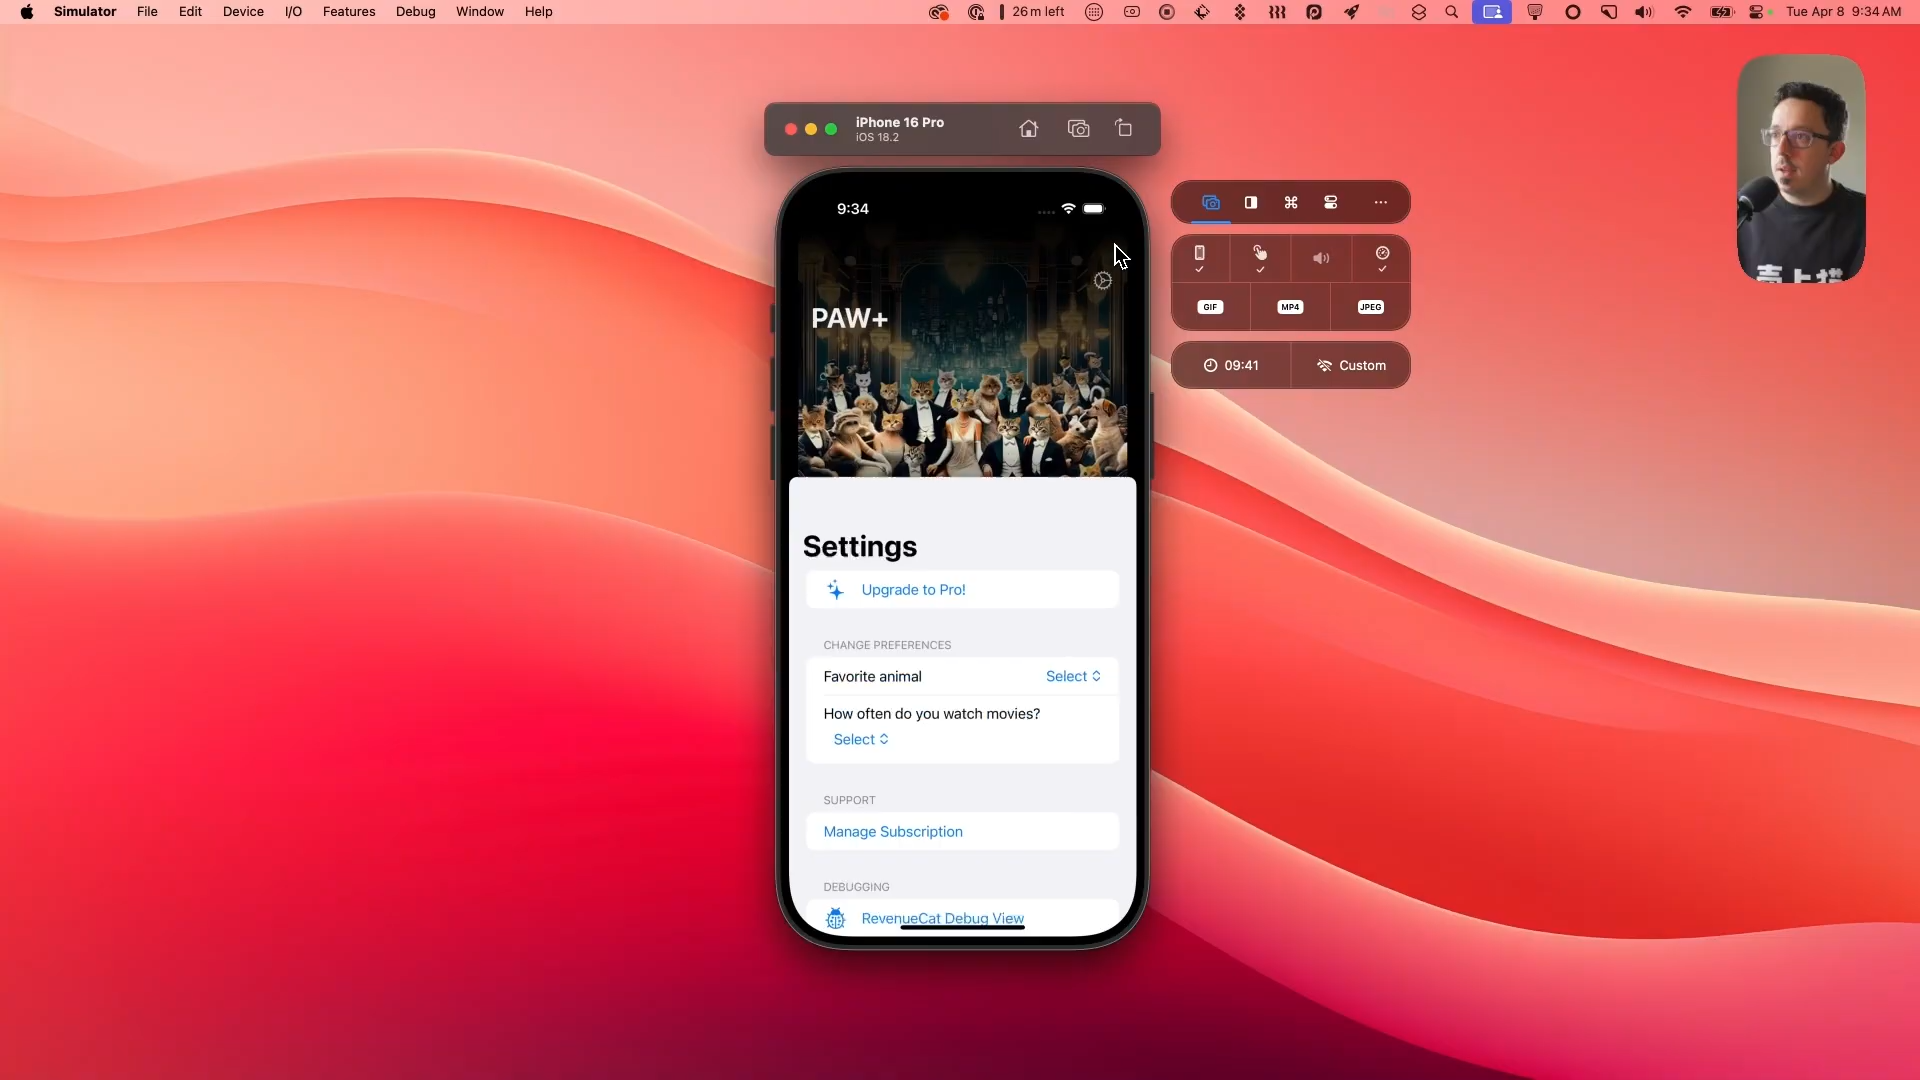 Simulator File Edit Device I/O Features Debug Window Help 26 m left Tue Apr 8 9:34 AM
iPhone 16 Pro
iOS 18.2
9:34
PAW+
Settings
Upgrade to Pro!
CHANGE PREFERENCES
Favorite animal Select
How often do you watch movies?
Select
SUPPORT
Manage Subscription
DEBUGGING
RevenueCat Debug View
GIF MP4 JPEG
09:41 Custom